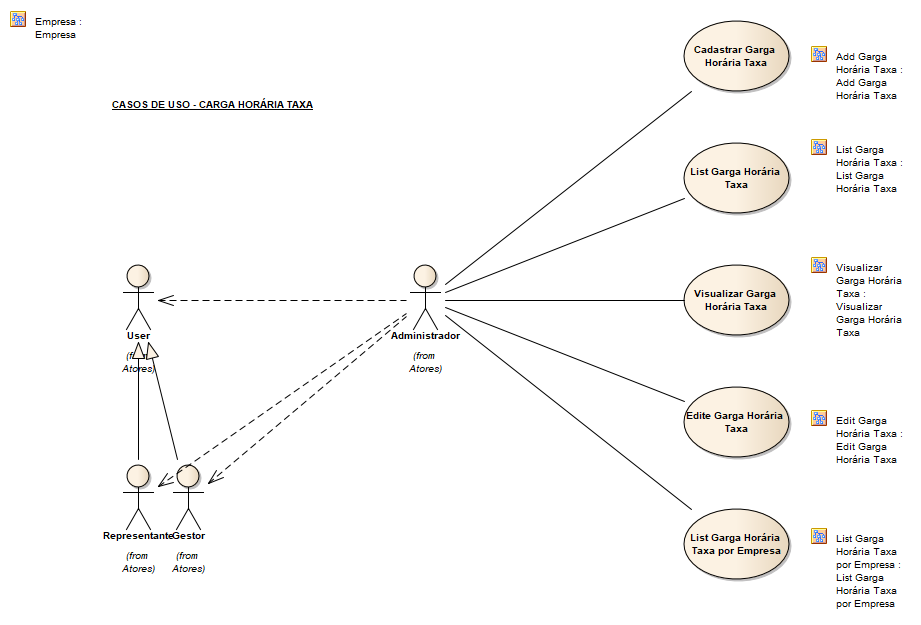 Empresa :
Empresa
CASOS DE USO - CARGA HORÁRIA TAXA
Cadastrar Garga
Horária Taxa
Add Garga
Horária Taxa :
Add Garga
Horária Taxa
List Garga Horária
Taxa
List Garga
Horária Taxa :
List Garga
Horária Taxa
Visualizar Garga
Horária Taxa
Visualizar
Garga Horária
Taxa :
Visualizar
Garga Horária
Taxa
User
(from
Atores)
Administrador
(from
Atores)
Edite Garga Horária
Taxa
Edit Garga
Horária Taxa :
Edit Garga
Horária Taxa
Representante
(from
Atores)
Gestor
(from
Atores)
List Garga Horária
Taxa por Empresa
List Garga
Horária Taxa
por Empresa :
List Garga
Horária Taxa
por Empresa